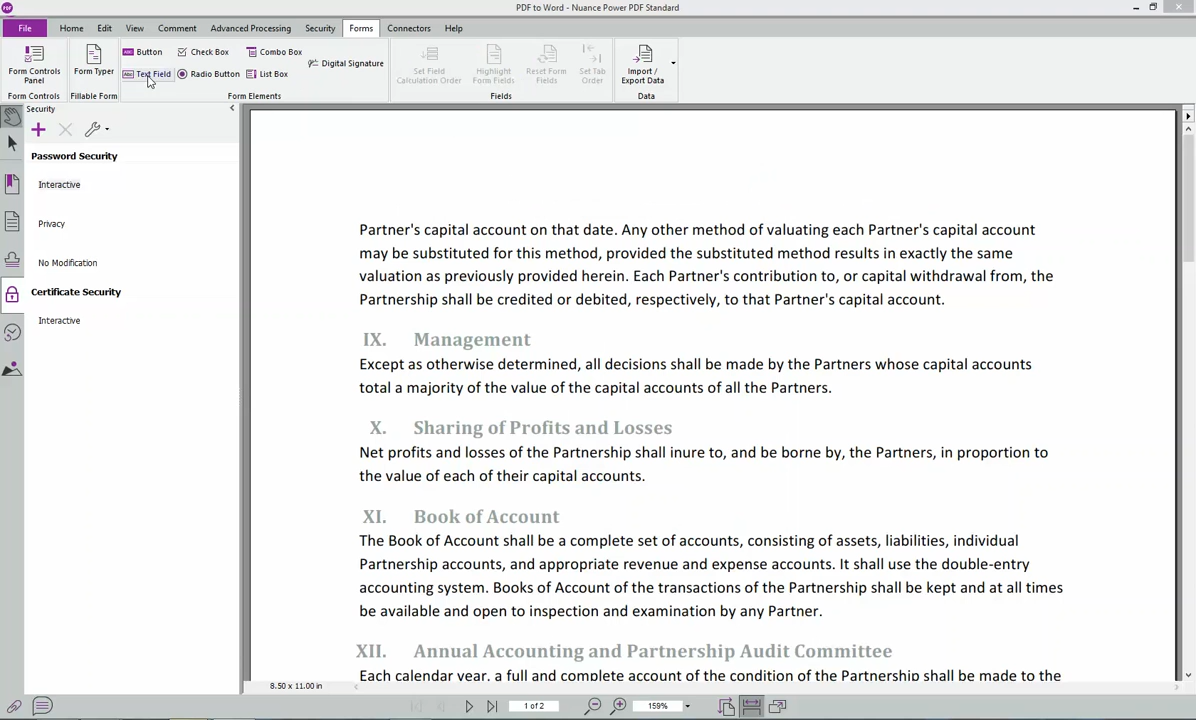 PDF to Word - Nuance Power PDF Standard
File Home Edit View Comment Advanced Processing Security Forms Connectors Help
Form Controls Panel
Form Controls
Form Typer
Fillable Form
Button Check Box Combo Box Digital Signature
Text Field Radio Button List Box
Form Elements
Set Field Calculation Order
Highlight Form Fields
Reset Form Fields
Set Tab Order
Fields
Import / Export Data
Data
Security
Password Security
Interactive
Privacy
No Modification
Certificate Security
Interactive
Partner's capital account on that date. Any other method of valuating each Partner's capital account
may be substituted for this method, provided the substituted method results in exactly the same
valuation as previously provided herein. Each Partner's contribution to, or capital withdrawal from, the
Partnership shall be credited or debited, respectively, to that Partner's capital account.
IX. Management
Except as otherwise determined, all decisions shall be made by the Partners whose capital accounts
total a majority of the value of the capital accounts of all the Partners.
X. Sharing of Profits and Losses
Net profits and losses of the Partnership shall inure to, and be borne by, the Partners, in proportion to
the value of each of their capital accounts.
XI. Book of Account
The Book of Account shall be a complete set of accounts, consisting of assets, liabilities, individual
Partnership accounts, and appropriate revenue and expense accounts. It shall use the double-entry
accounting system. Books of Account of the transactions of the Partnership shall be kept and at all times
be available and open to inspection and examination by any Partner.
XII. Annual Accounting and Partnership Audit Committee
Each calendar year, a full and complete account of the condition of the Partnership shall be made to the
8.50 x 11.00 in
1 of 2
159%